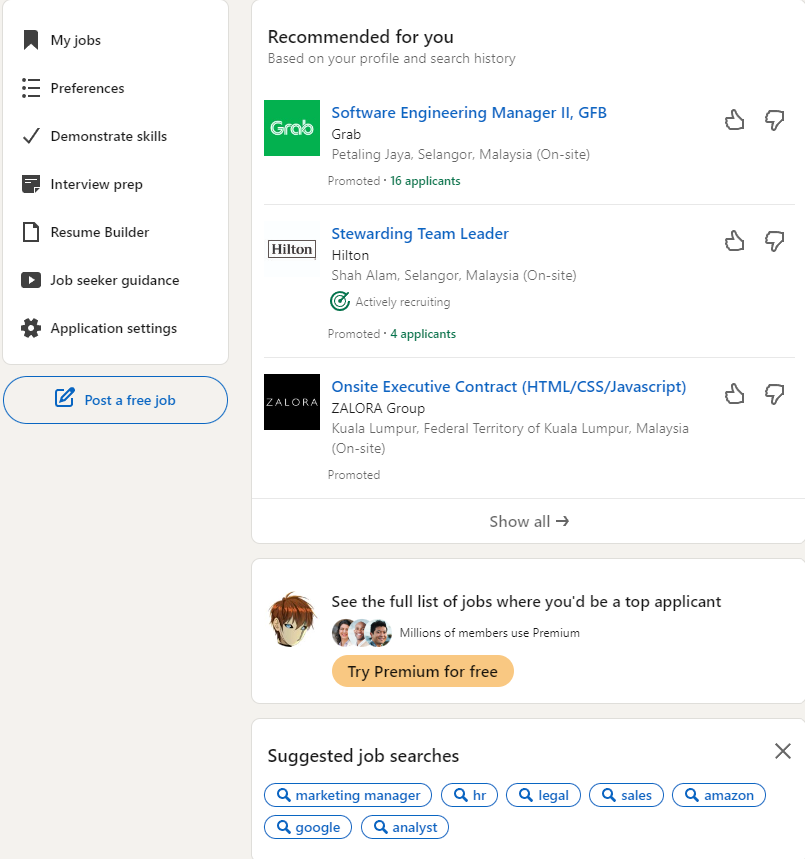 My jobs
Preferences
Demonstrate skills
Interview prep
Resume Builder
Job seeker guidance
Application settings
Post a free job
Recommended for you
Based on your profile and search history
Grab
Software Engineering Manager II, GFB
Grab
Petaling Jaya, Selangor, Malaysia (On-site)
Promoted · 16 applicants
Hilton
Stewarding Team Leader
Hilton
Shah Alam, Selangor, Malaysia (On-site)
Actively recruiting
Promoted · 4 applicants
ZALORA
Onsite Executive Contract (HTML/CSS/Javascript)
ZALORA Group
Kuala Lumpur, Federal Territory of Kuala Lumpur, Malaysia
(On-site)
Promoted
Show all
See the full list of jobs where you'd be a top applicant
Millions of members use Premium
Try Premium for free
Suggested job searches
marketing manager hr legal sales amazon
google analyst